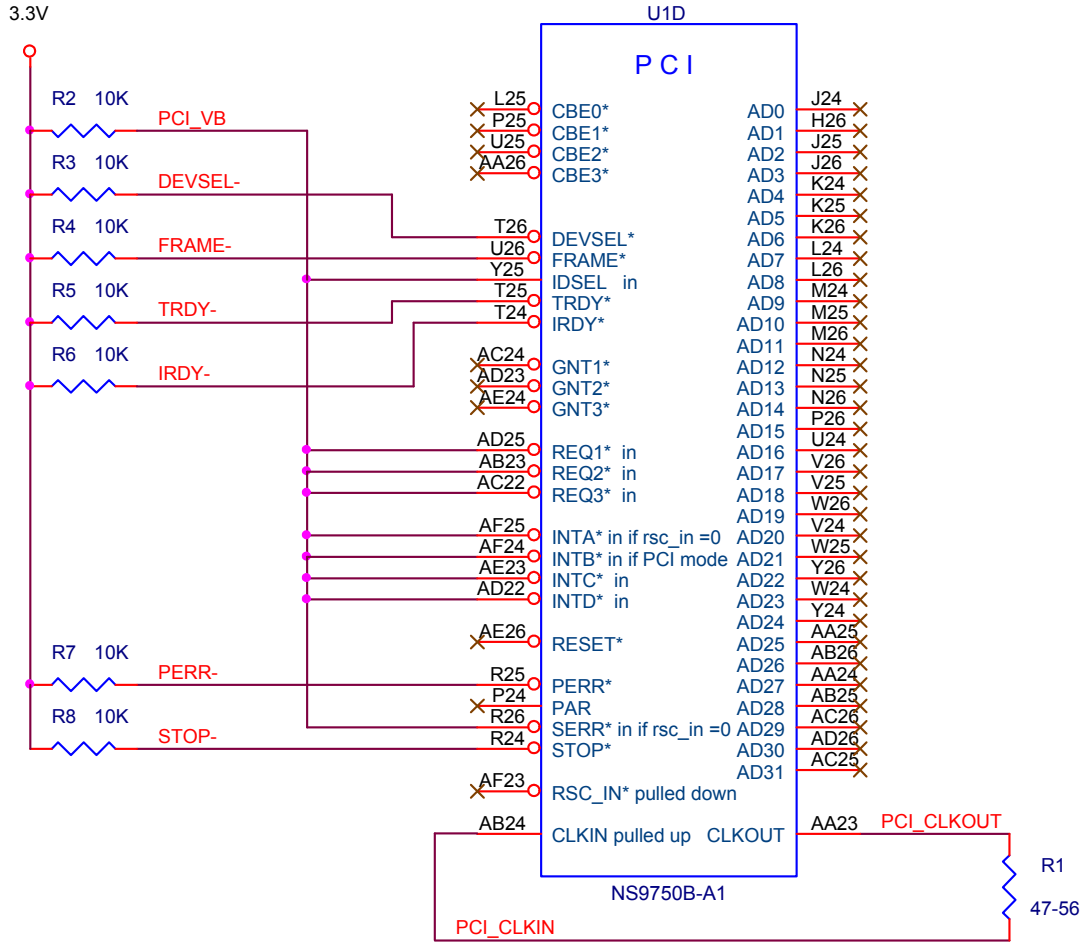 3.3V
U1D
P C I
R2 10K
PCI_VB
R3 10K
DEVSEL-
R4 10K
FRAME-
R5 10K
TRDY-
R6 10K
IRDY-
R7 10K
PERR-
R8 10K
STOP-
L25 CBE0*
P25 CBE1*
U25 CBE2*
AA26 CBE3*
T26 DEVSEL*
U26 FRAME*
Y25 IDSEL in
T25 TRDY*
T24 IRDY*
AC24 GNT1*
AD23 GNT2*
AE24 GNT3*
AD25 REQ1* in
AB23 REQ2* in
AC22 REQ3* in
AF25 INTA* in if rsc_in =0
AF24 INTB* in if PCI mode
AE23 INTC* in
AD22 INTD* in
AE26 RESET*
R25 PERR*
P24 PAR
R26 SERR* in if rsc_in =0
R24 STOP*
AF23 RSC_IN* pulled down
AB24 CLKIN pulled up
AD0 J24
AD1 H26
AD2 J25
AD3 J26
AD4 K24
AD5 K25
AD6 K26
AD7 L24
AD8 L26
AD9 M24
AD10 M25
AD11 M26
AD12 N24
AD13 N25
AD14 N26
AD15 P26
AD16 U24
AD17 V26
AD18 V25
AD19 W26
AD20 V24
AD21 W25
AD22 Y26
AD23 W24
AD24 Y24
AD25 AA25
AD26 AB26
AD27 AA24
AD28 AB25
AD29 AC26
AD30 AD26
AD31 AC25
CLKOUT AA23
PCI_CLKOUT
R1
47-56
NS9750B-A1
PCI_CLKIN